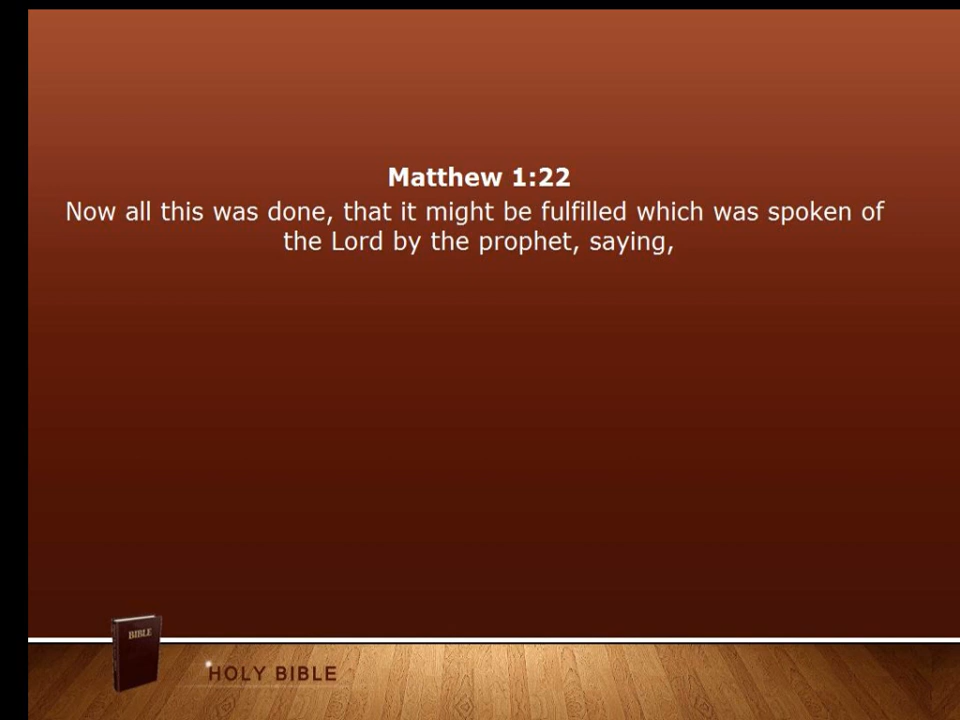 Matthew 1:22
Now all this was done, that it might be fulfilled which was spoken of
the Lord by the prophet, saying,
BIBLE
HOLY BIBLE